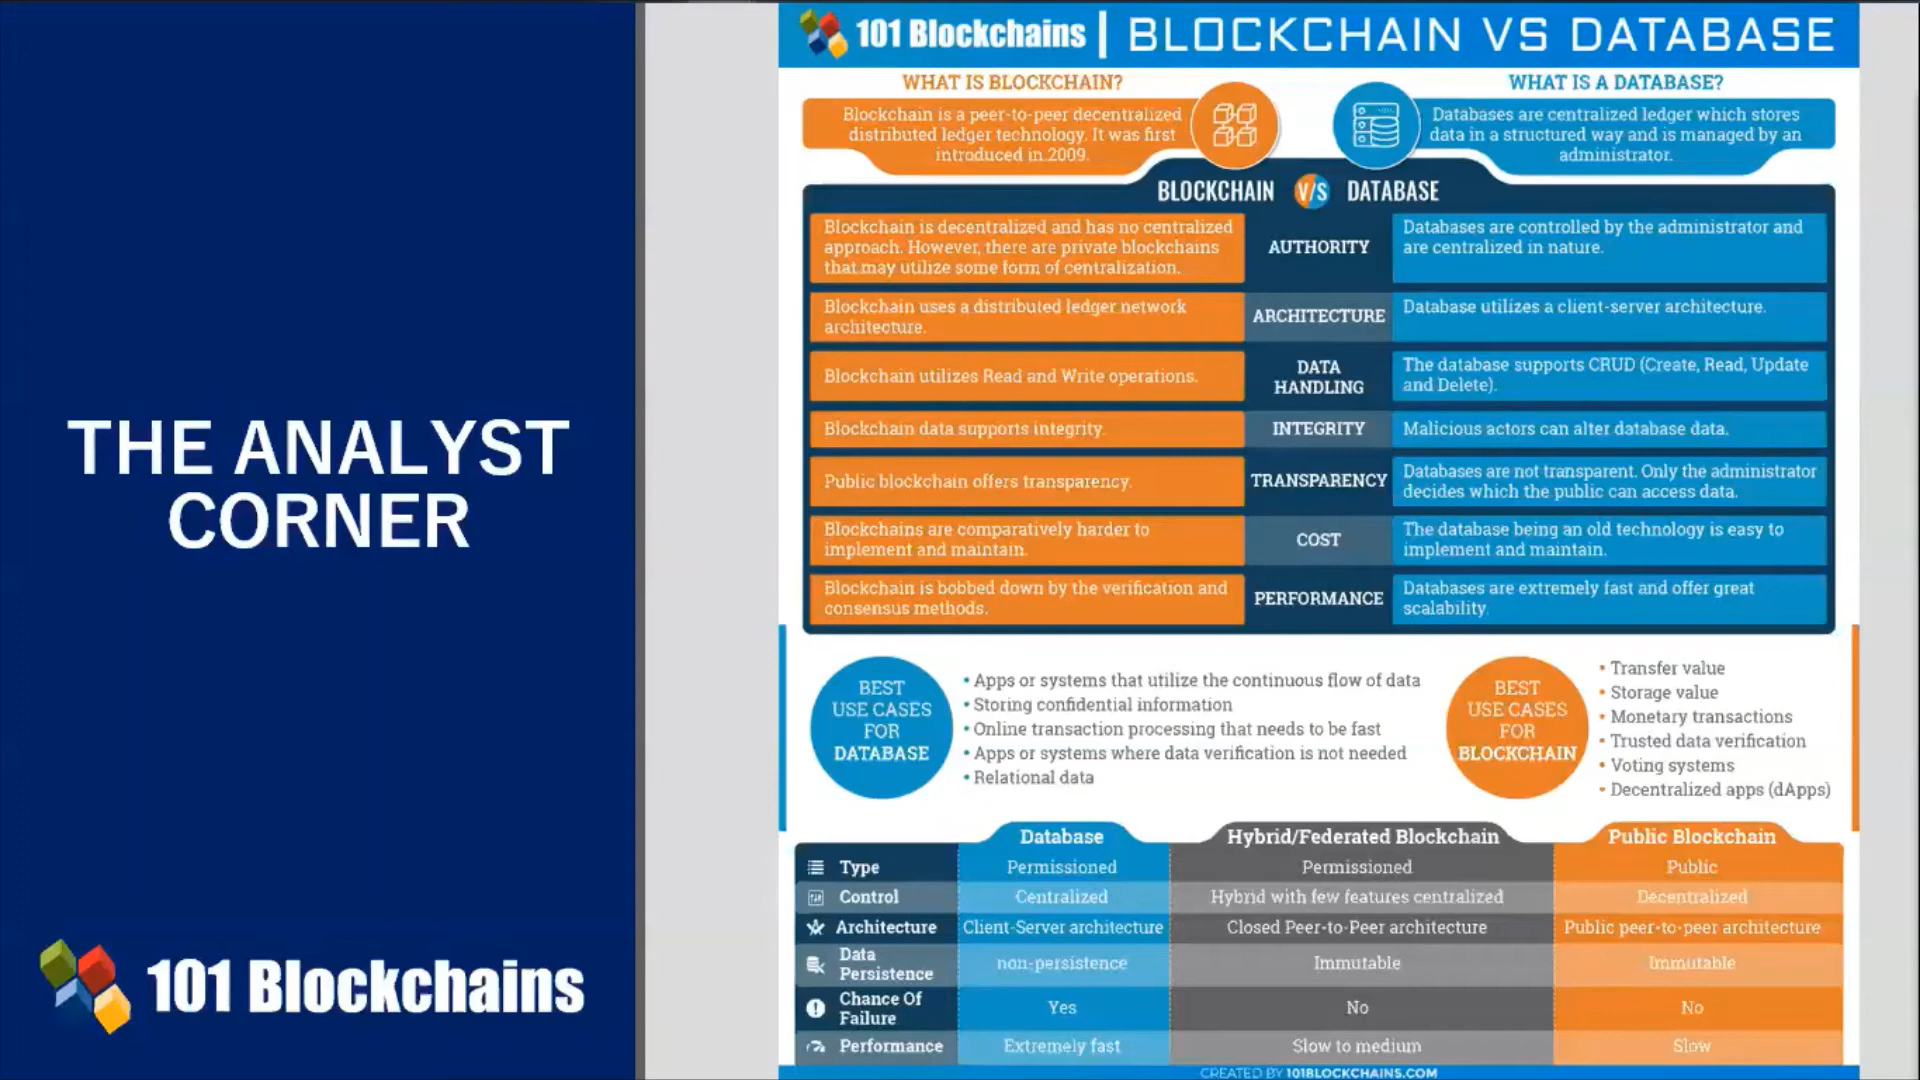 THE ANALYST
CORNER
101 Blockchains
101 Blockchains | BLOCKCHAIN VS DATABASE
WHAT IS BLOCKCHAIN?
Blockchain is a peer-to-peer decentralized
distributed ledger technology. It was first
introduced in 2009.
WHAT IS A DATABASE?
Databases are centralized ledger which stores
data in a structured way and is managed by an
administrator.
BLOCKCHAIN V/S DATABASE
Blockchain is decentralized and has no centralized
approach. However, there are private blockchains
that may utilize some form of centralization.
AUTHORITY
Databases are controlled by the administrator and
are centralized in nature.
Blockchain uses a distributed ledger network
architecture.
ARCHITECTURE
Database utilizes a client-server architecture.
Blockchain utilizes Read and Write operations.
DATA
HANDLING
The database supports CRUD (Create, Read, Update
and Delete).
Blockchain data supports integrity.
INTEGRITY
Malicious actors can alter database data.
Public blockchain offers transparency.
TRANSPARENCY
Databases are not transparent. Only the administrator
decides which the public can access data.
Blockchains are comparatively harder to
implement and maintain.
COST
The database being an old technology is easy to
implement and maintain.
Blockchain is bobbed down by the verification and
consensus methods.
PERFORMANCE
Databases are extremely fast and offer great
scalability.
BEST
USE CASES
FOR
DATABASE
• Apps or systems that utilize the continuous flow of data
• Storing confidential information
• Online transaction processing that needs to be fast
• Apps or systems where data verification is not needed
• Relational data
BEST
USE CASES
FOR
BLOCKCHAIN
• Transfer value
• Storage value
• Monetary transactions
• Trusted data verification
• Voting systems
• Decentralized apps (dApps)
Database Hybrid/Federated Blockchain Public Blockchain
Type Permissioned Permissioned Public
Control Centralized Hybrid with few features centralized Decentralized
Architecture Client-Server architecture Closed Peer-to-Peer architecture Public peer-to-peer architecture
Data
Persistence non-persistence Immutable Immutable
Chance Of
Failure Yes No No
Performance Extremely fast Slow to medium Slow
CREATED BY 101BLOCKCHAINS.COM